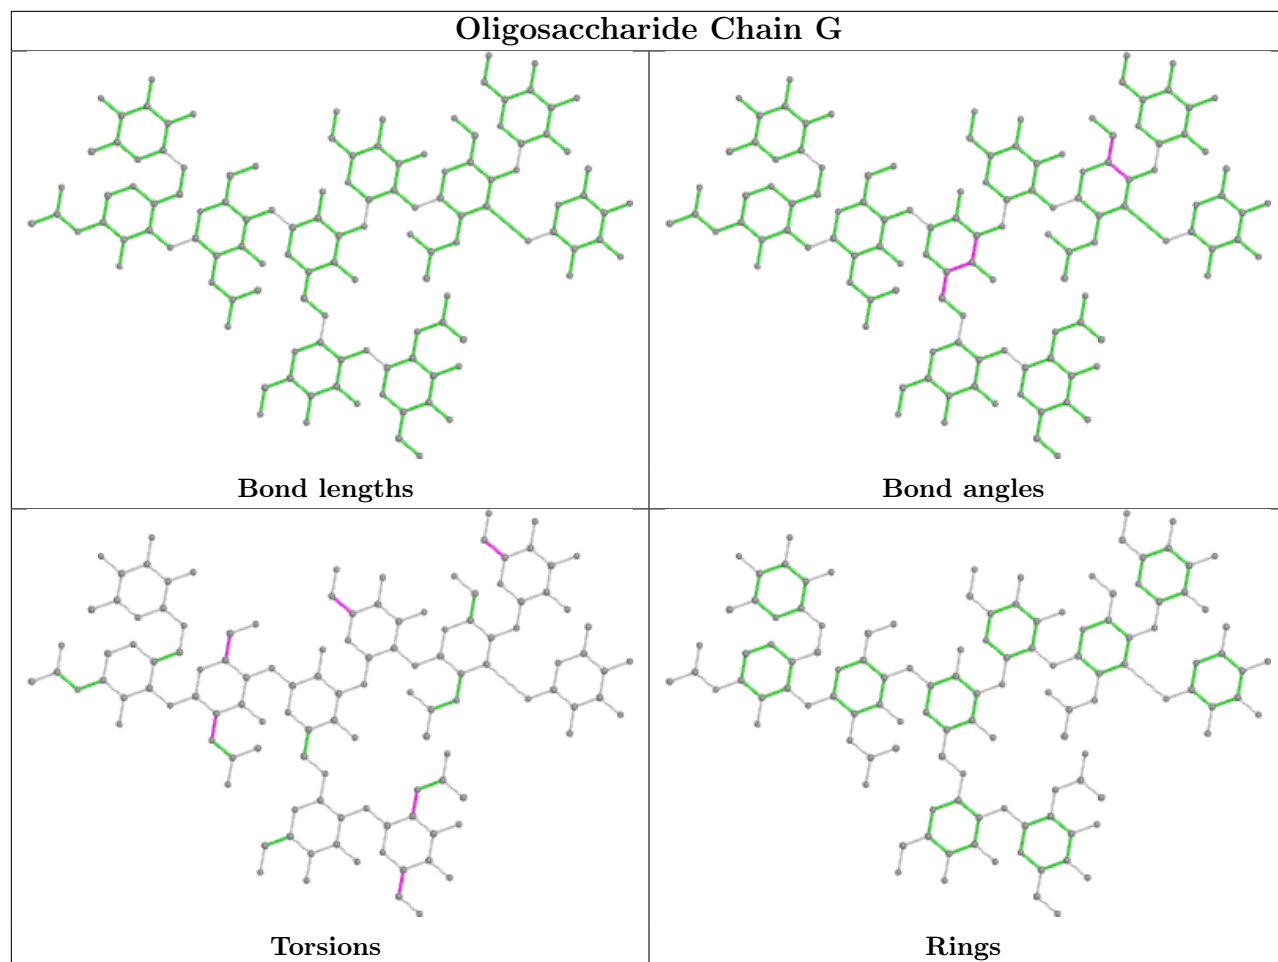 Oligosaccharide Chain G
Bond lengths
Bond angles
Torsions
Rings